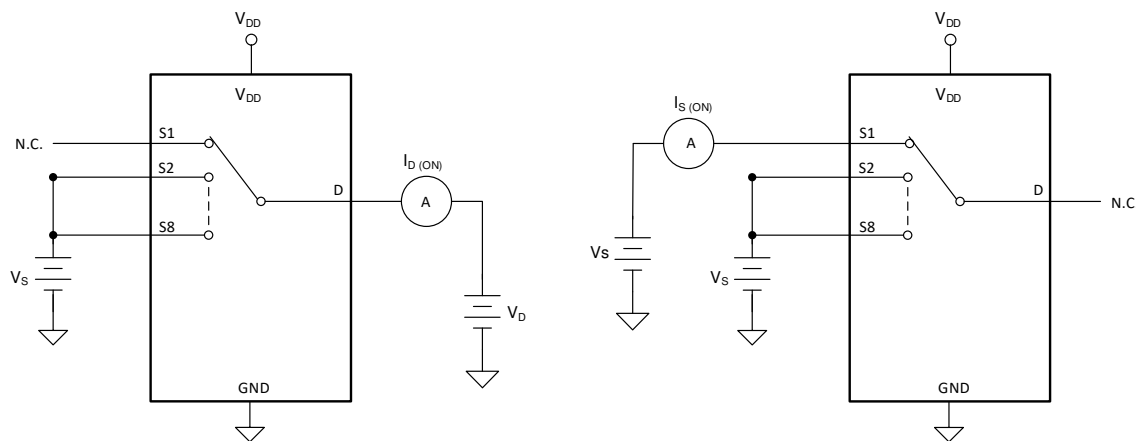 VDD
VDD
N.C.
S1
S2
S8
D
ID (ON)
A
VS
VD
GND
VDD
VDD
IS (ON)
A
S1
S2
S8
D
N.C
Vs
VS
GND